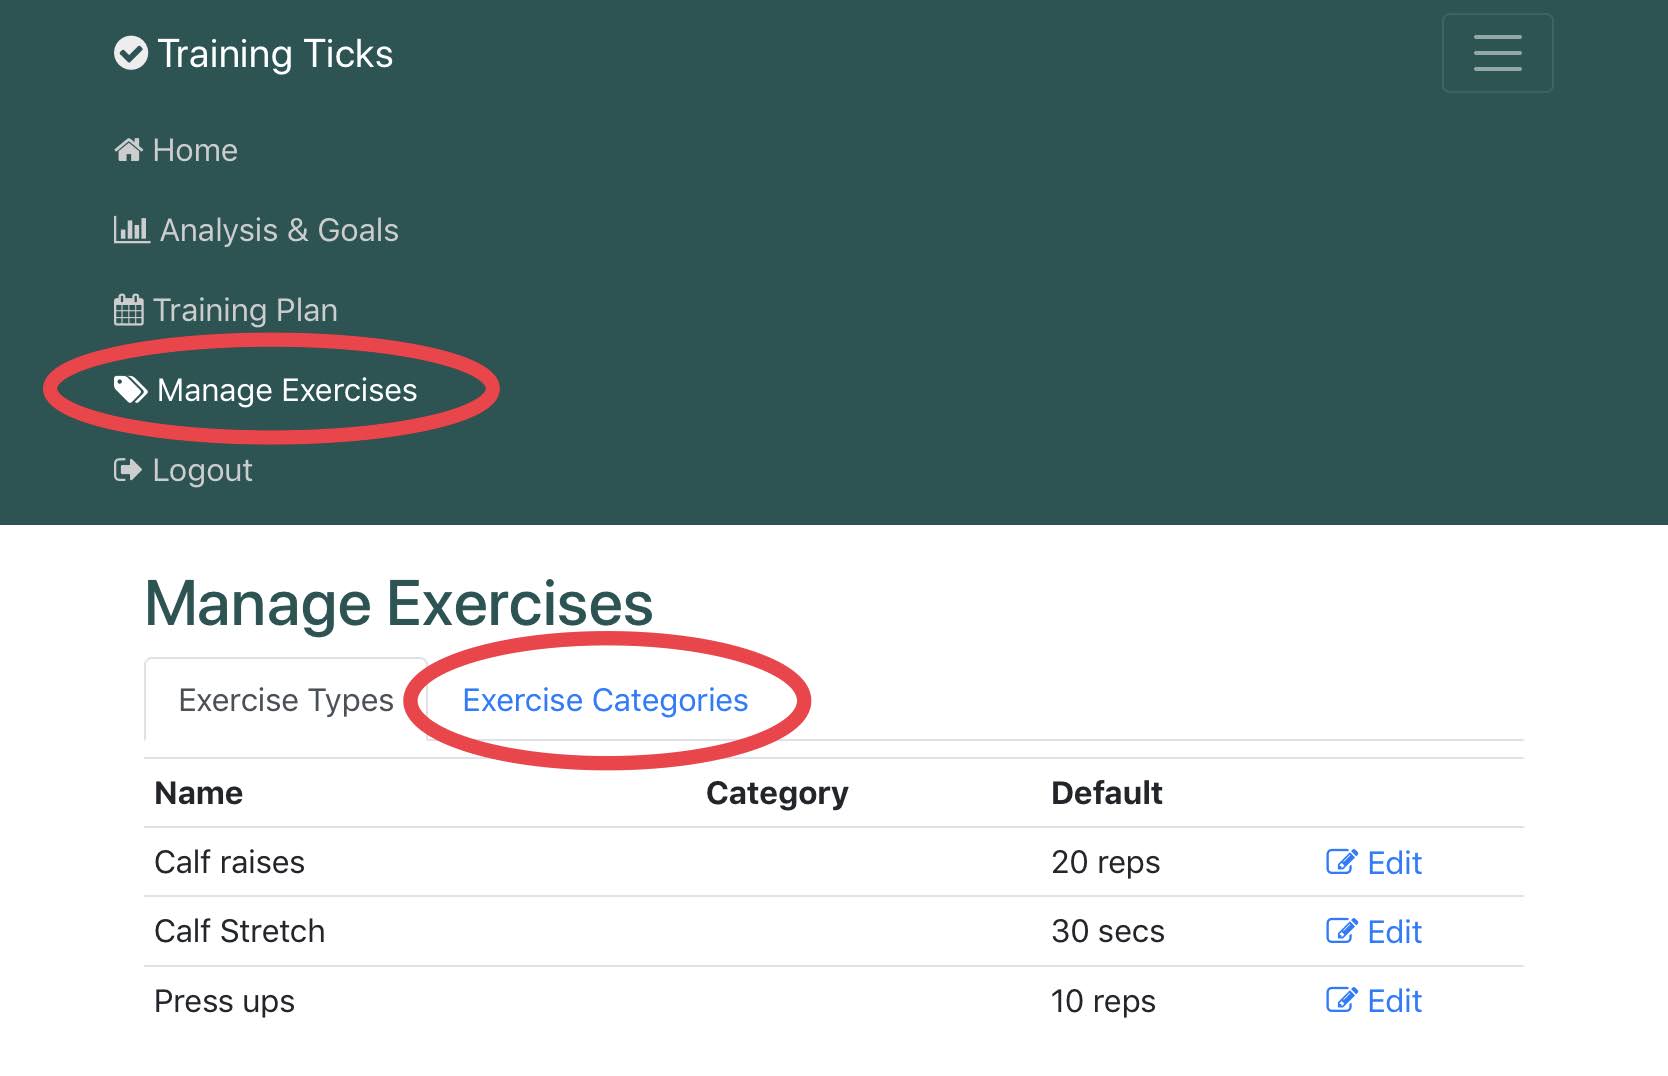 Training Ticks
Home
Analysis & Goals
Training Plan
Manage Exercises
Logout
Manage Exercises
Exercise Types Exercise Categories
Name Category Default
Calf raises 20 reps Edit
Calf Stretch 30 secs Edit
Press ups 10 reps Edit